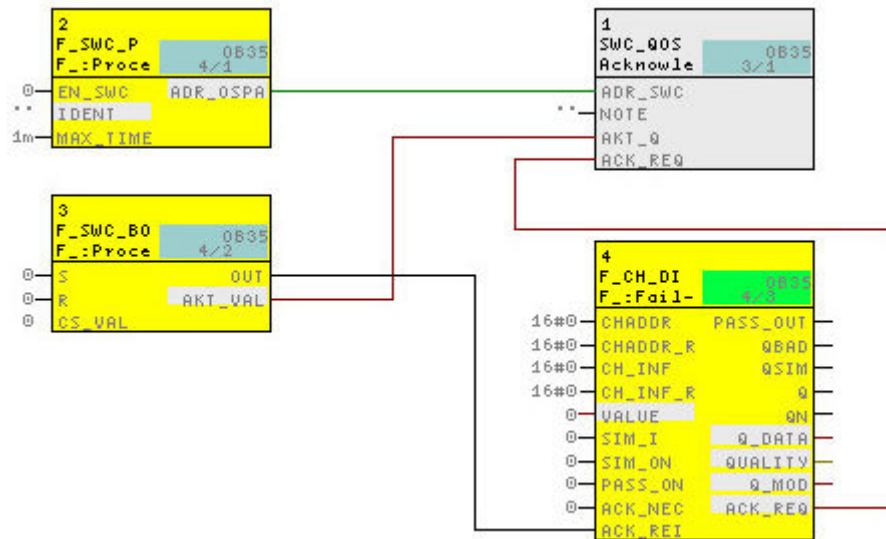 2
F_SWC_P
F_:Proce
OB35
4/1
0 EN_SWC ADR_OSPA
IDENT
1m MAX_TIME
1
SWC_QOS
Acknowle
OB35
3/1
ADR_SWC
NOTE
AKT_Q
ACK_REQ
3
F_SWC_BO
F_:Proce
OB35
4/2
0 S OUT
0 R AKT_VAL
0 CS_VAL
4
F_CH_DI
F_:Fail-
OB35
4/3
16#0 CHADDR PASS_OUT
16#0 CHADDR_R QBAD
16#0 CH_INF QSIM
16#0 CH_INF_R Q
0 VALUE QN
0 SIM_I Q_DATA
0 SIM_ON QUALITY
0 PASS_ON Q_MOD
0 ACK_NEC ACK_REQ
ACK_REI